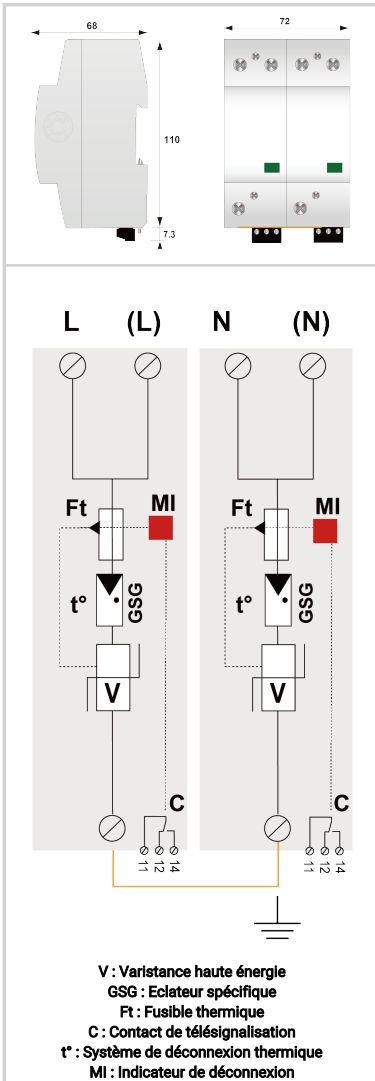 68
72
110
7.3
L (L) N (N)
Ft MI Ft MI
t° GSG t° GSG
V V
C C
11 12 14 11 12 14
V : Varistance haute énergie
GSG : Eclateur spécifique
Ft : Fusible thermique
C : Contact de télésignalisation
t° : Système de déconnexion thermique
MI : Indicateur de déconnexion